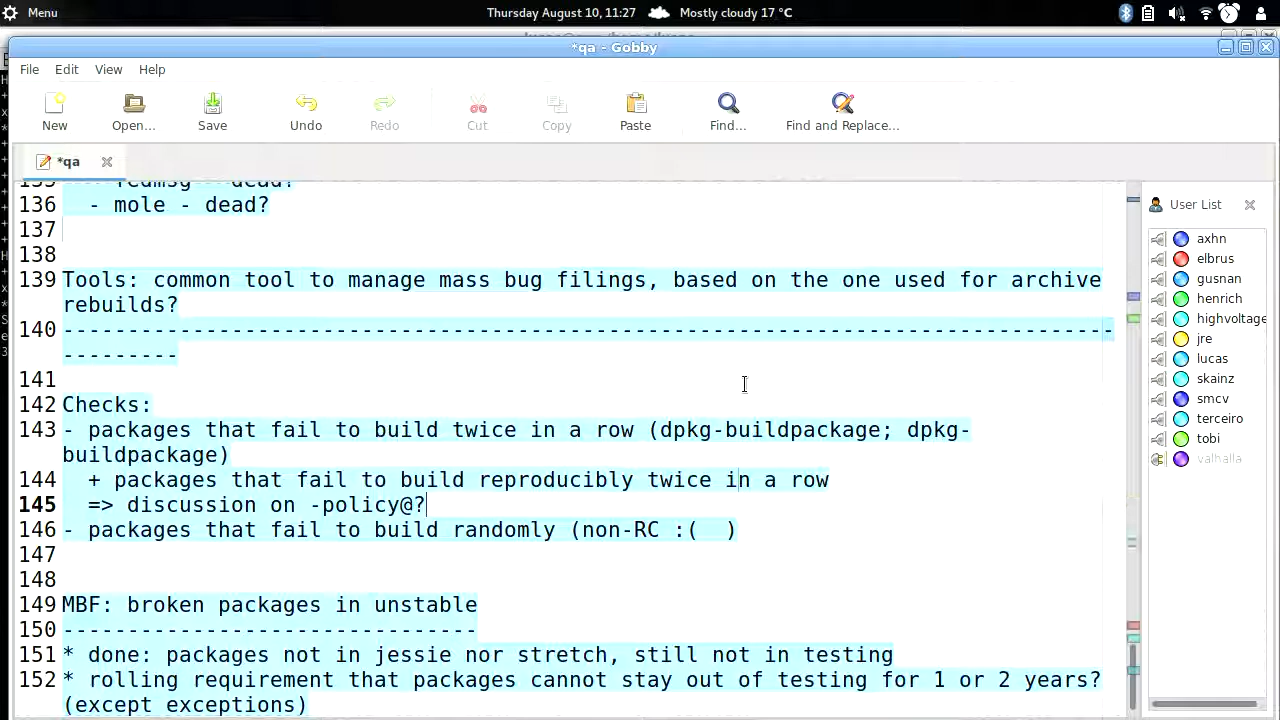 Menu
Thursday August 10, 11:27
Mostly cloudy 17 °C
*qa - Gobby
File Edit View Help
New Open... Save Undo Redo Cut Copy Paste Find... Find and Replace...
*qa
136 - mole - dead?
137
138
139 Tools: common tool to manage mass bug filings, based on the one used for archive
rebuilds?
140 ---------------------------------------------------------------------------------
---------
141
142 Checks:
143 - packages that fail to build twice in a row (dpkg-buildpackage; dpkg-
buildpackage)
144 + packages that fail to build reproducibly twice in a row
145 => discussion on -policy@?
146 - packages that fail to build randomly (non-RC :(  )
147
148
149 MBF: broken packages in unstable
150 --------------------------------
151 * done: packages not in jessie nor stretch, still not in testing
152 * rolling requirement that packages cannot stay out of testing for 1 or 2 years?
(except exceptions)
User List
axhn
elbrus
gusnan
henrich
highvoltage
jre
lucas
skainz
smcv
terceiro
tobi
valhalla